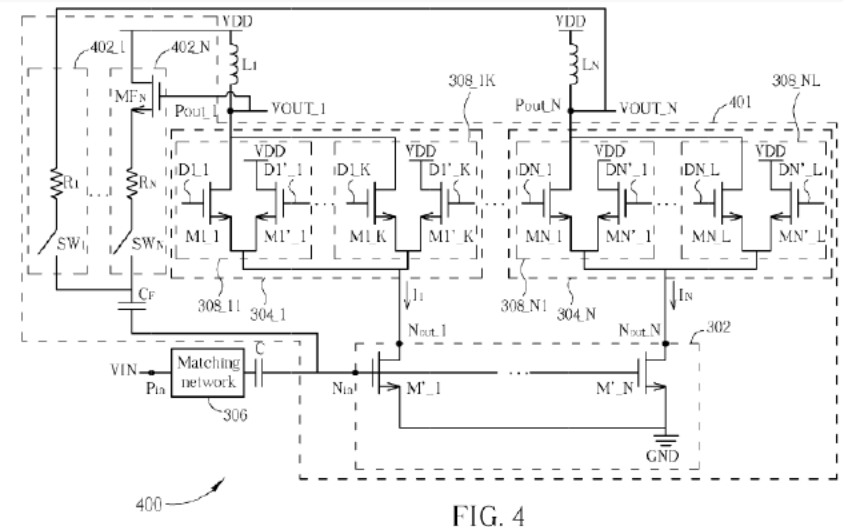 VDD VDD
402_1 402_N
L1 LN
308_1K 308_NL
MFN
POUT_1 VOUT_1 POUT_N VOUT_N 401
VDD VDD VDD VDD
D1_1 D1'_1 D1_K D1'_K DN_1 DN'_1 DN_L DN'_L
R1 RN
M1_1 M1'_1 M1_K M1'_K MN_1 MN'_1 MN_L MN'_L
SW1 SWN
308_11 304_1 I1 308_N1 304_N IN
CF
Nout_1 Nout_N 302
VIN Pin Matching network C Nin M'_1 M'_N
306
GND
400
FIG. 4